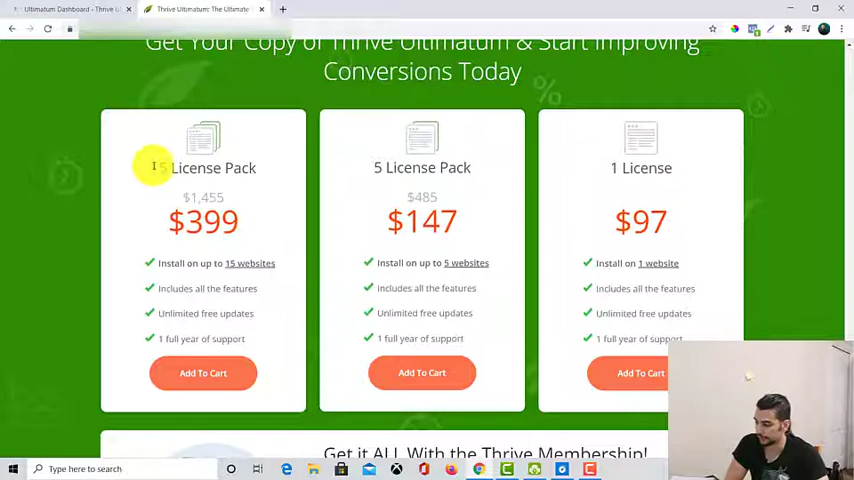 Ultimatum Dashboard - Thrive U
Thrive Ultimatum: The Ultimate
Get Your Copy of Thrive Ultimatum & Start Improving
Conversions Today
%
5 License Pack
5 License Pack
1 License
$1,455
$485
$399
$147
$97
Install on up to 15 websites
Install on up to 5 websites
Install on 1 website
Includes all the features
Includes all the features
Includes all the features
Unlimited free updates
Unlimited free updates
Unlimited free updates
1 full year of support
1 full year of support
1 full year of support
Add To Cart
Add To Cart
Add To Cart
Get it ALL With the Thrive Membership!
Type here to search